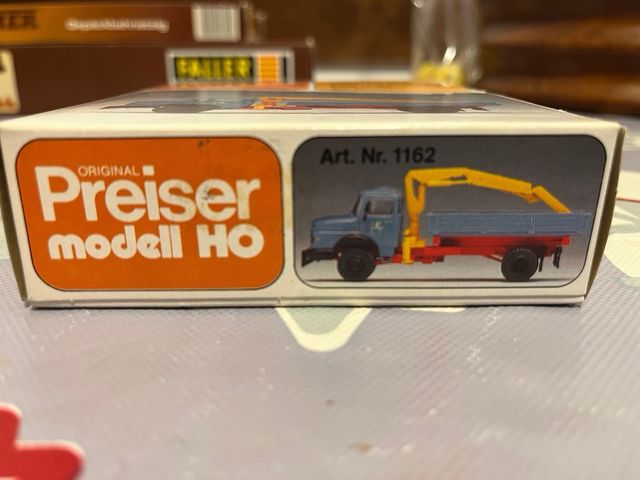 FALLER
ORIGINAL
Preiser
modell HO
Art. Nr. 1162